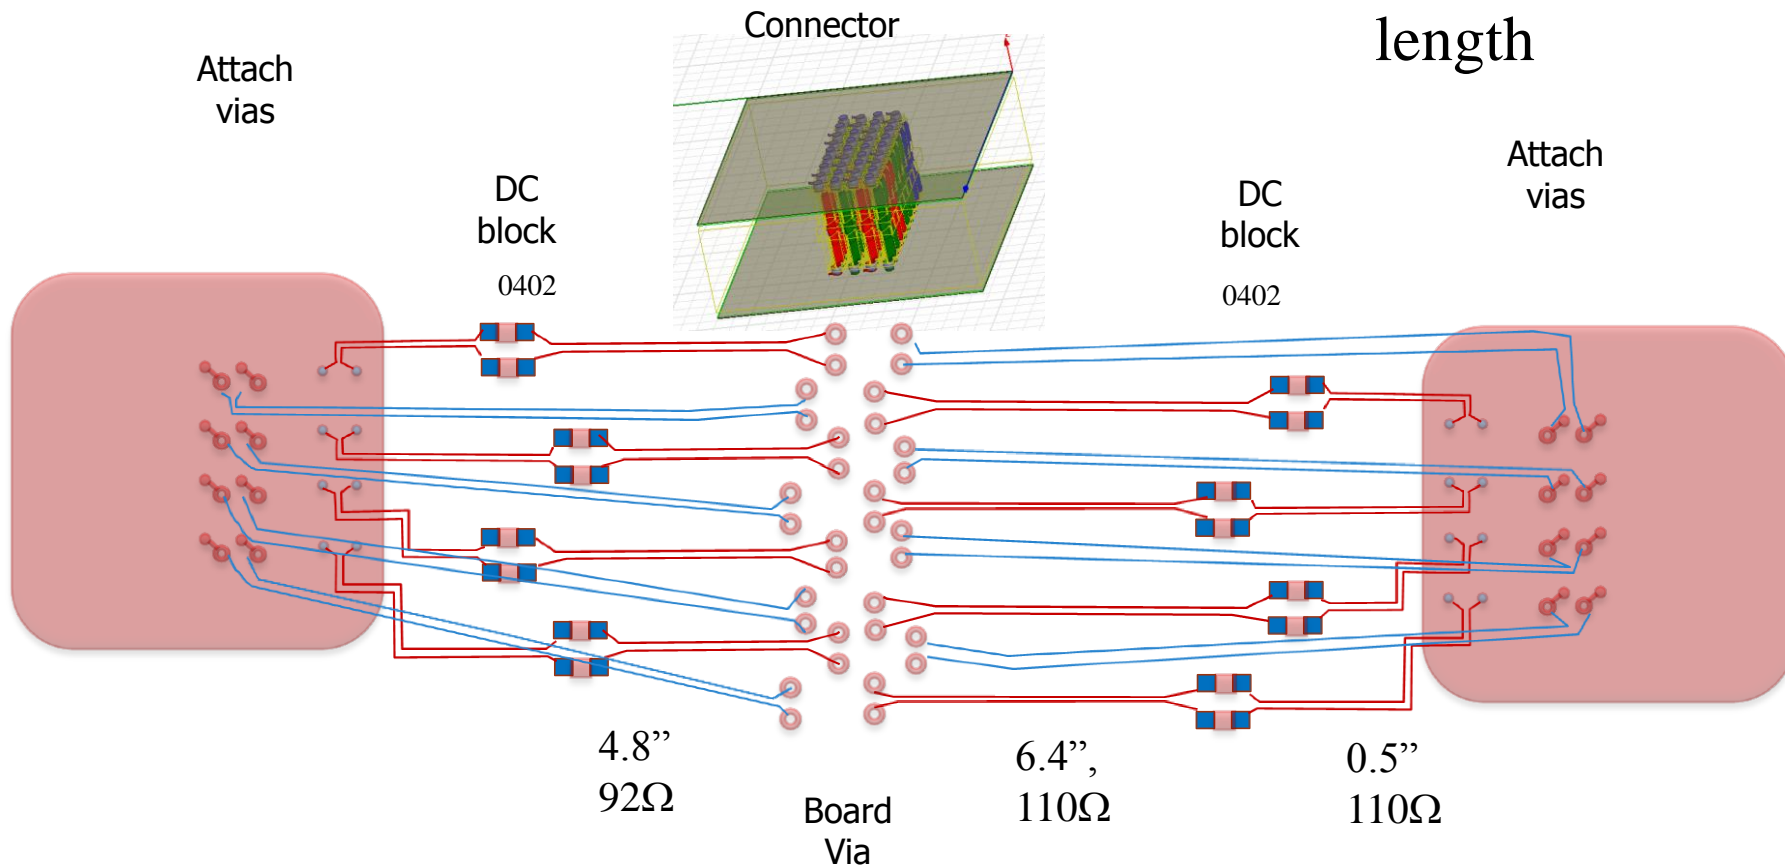 Connector
length
Attach
vias
Attach
vias
DC
block
0402
DC
block
0402
4.8”
92Ω
6.4”,
110Ω
0.5”
110Ω
Board
Via